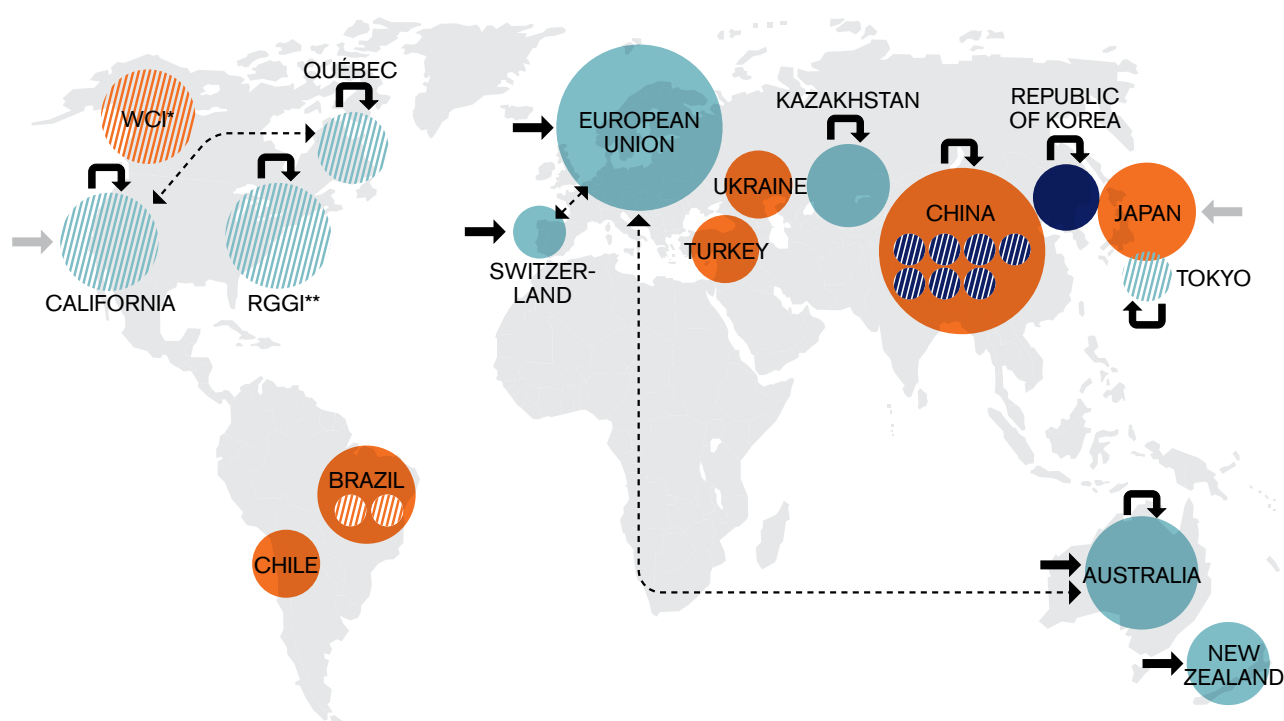 QUÉBEC
WCI*
CALIFORNIA
RGGI**
EUROPEAN
UNION
SWITZER-
LAND
UKRAINE
TURKEY
KAZAKHSTAN
CHINA
REPUBLIC
OF KOREA
JAPAN
TOKYO
BRAZIL
CHILE
AUSTRALIA
NEW
ZEALAND